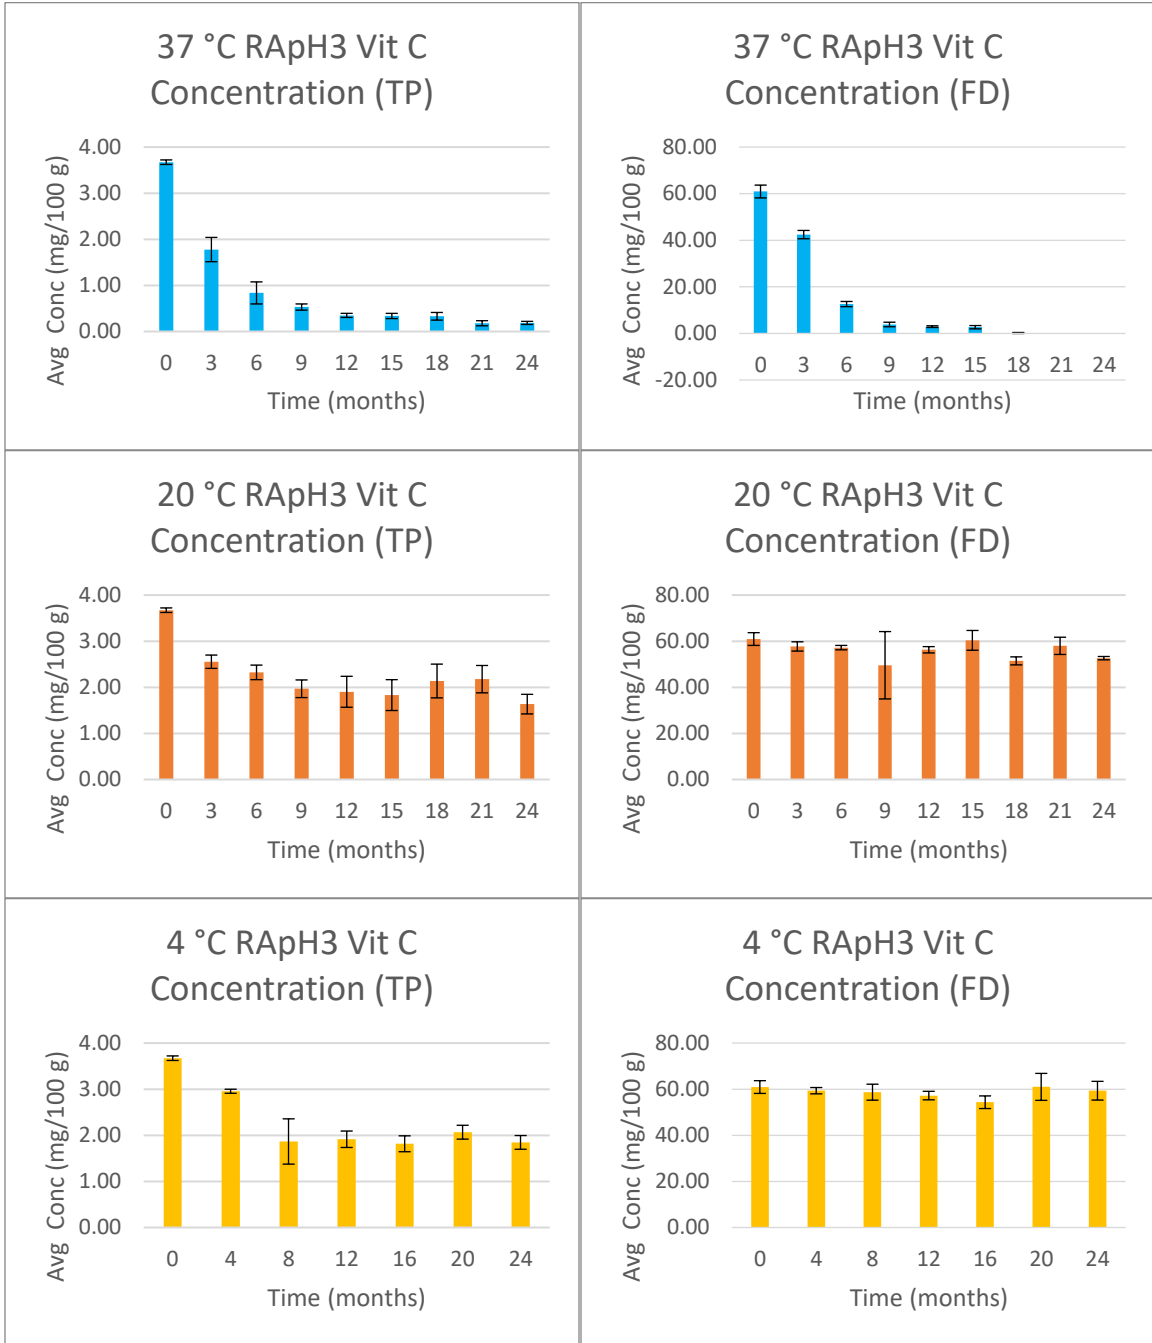 37 °C RApH3 Vit C
Concentration (TP)
Avg Conc (mg/100 g)
4.00
3.00
2.00
1.00
0.00
0 3 6 9 12 15 18 21 24
Time (months)
37 °C RApH3 Vit C
Concentration (FD)
Avg Conc (mg/100 g)
80.00
60.00
40.00
20.00
0.00
-20.00
0 3 6 9 12 15 18 21 24
Time (months)
20 °C RApH3 Vit C
Concentration (TP)
Avg Conc (mg/100 g)
4.00
3.00
2.00
1.00
0.00
0 3 6 9 12 15 18 21 24
Time (months)
20 °C RApH3 Vit C
Concentration (FD)
Avg Conc (mg/100 g)
80.00
60.00
40.00
20.00
0.00
0 3 6 9 12 15 18 21 24
Time (months)
4 °C RApH3 Vit C
Concentration (TP)
Avg Conc (mg/100 g)
4.00
3.00
2.00
1.00
0.00
0 4 8 12 16 20 24
Time (months)
4 °C RApH3 Vit C
Concentration (FD)
Avg Conc (mg/100 g)
80.00
60.00
40.00
20.00
0.00
0 4 8 12 16 20 24
Time (months)